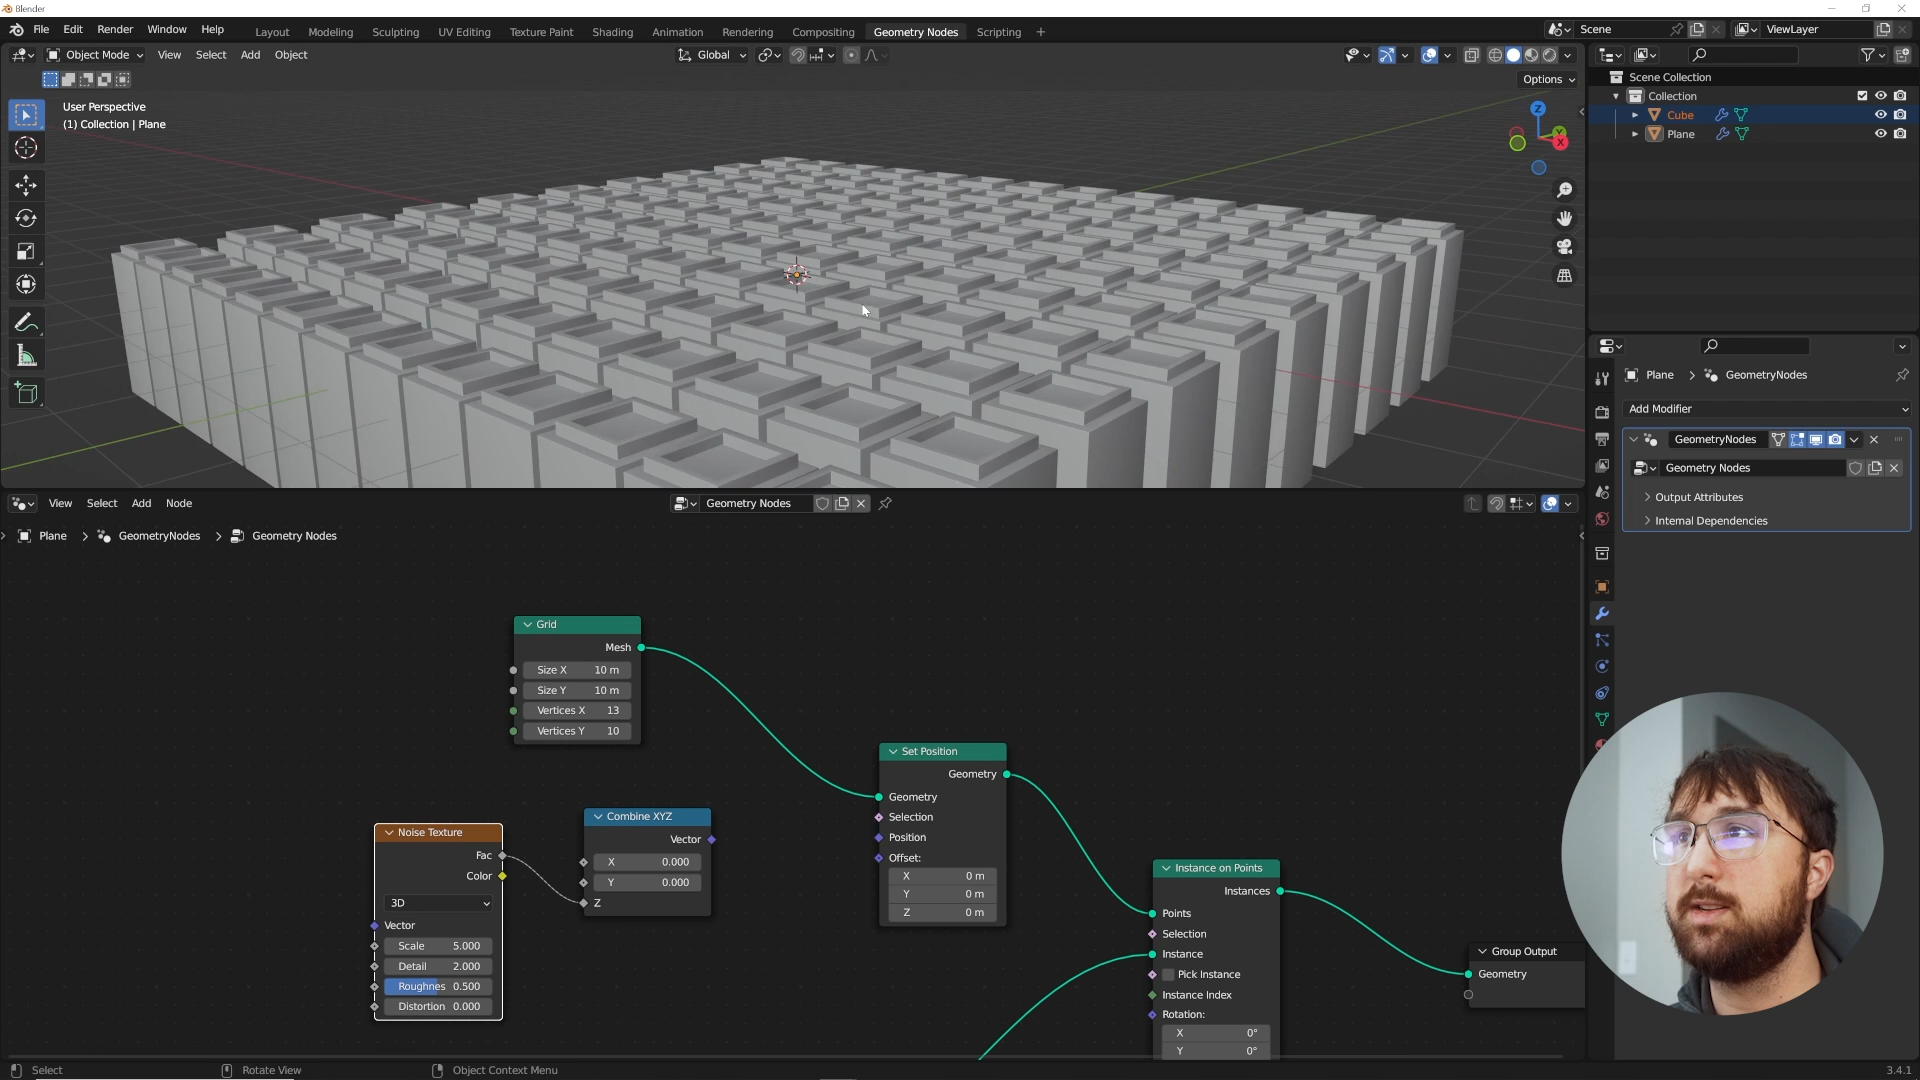 Blender
File Edit Render Window Help Layout Modeling Sculpting UV Editing Texture Paint Shading Animation Rendering Compositing Geometry Nodes Scripting + Scene ViewLayer
Object Mode View Select Add Object Global
Options
User Perspective
(1) Collection | Plane
Z
X
Scene Collection
Collection
Cube
Plane
Plane > GeometryNodes
Add Modifier
GeometryNodes
Geometry Nodes
Output Attributes
Internal Dependencies
View Select Add Node Geometry Nodes
Plane > GeometryNodes > Geometry Nodes
Grid
Mesh
Size X 10 m
Size Y 10 m
Vertices X 13
Vertices Y 10
Noise Texture
Fac
Color
3D
Vector
Scale 5.000
Detail 2.000
Roughnes 0.500
Distortion 0.000
Combine XYZ
Vector
X 0.000
Y 0.000
Z
Set Position
Geometry
Geometry
Selection
Position
Offset:
X 0 m
Y 0 m
Z 0 m
Instance on Points
Instances
Points
Selection
Instance
Pick Instance
Instance Index
Rotation:
X 0°
Y 0°
Group Output
Geometry
Select Rotate View Object Context Menu 3.4.1